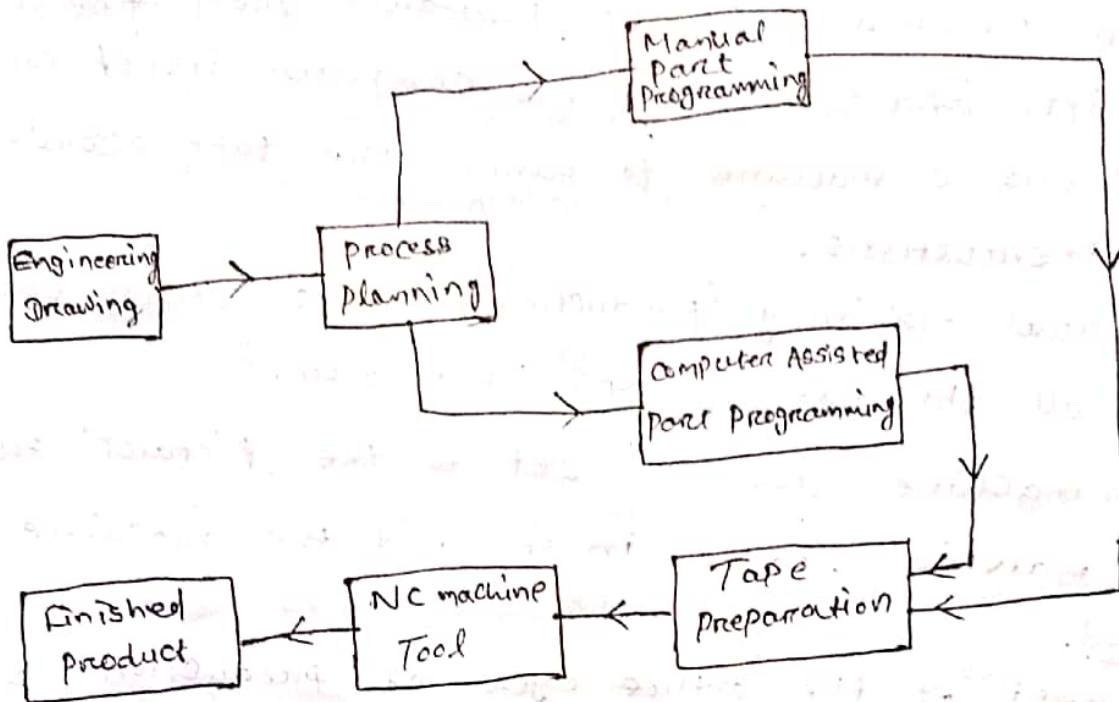 Manual
Part
Programming
Engineering
Drawing
Process
Planning
Computer Assisted
Part Programming
Tape
Preparation
NC machine
Tool
Finished
Product